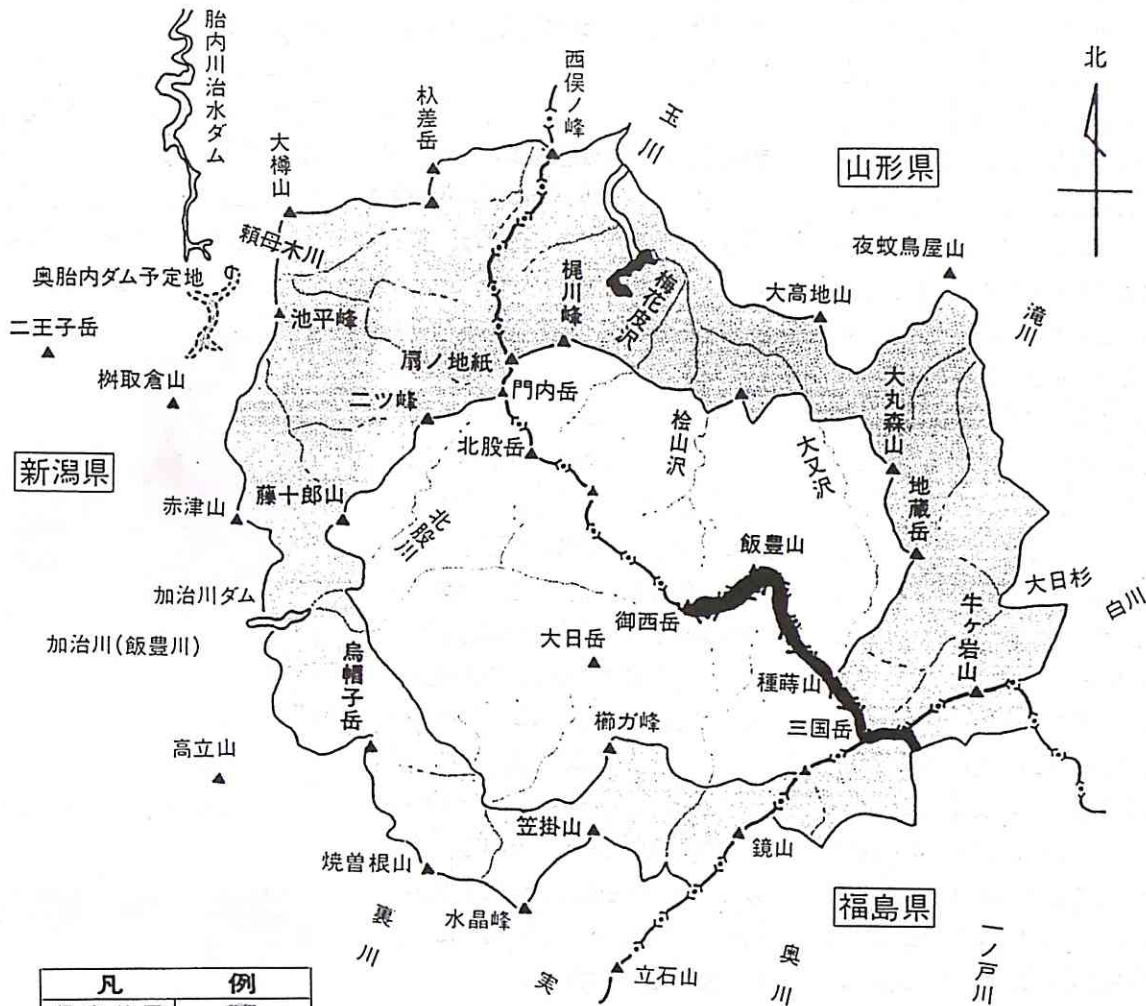 胎内川治水ダム
西俣ノ峰
北
杁差岳
玉川
大樽山
山形県
頼母木川
夜蚊鳥屋山
奥胎内ダム予定地
梶川峰
梅花皮沢
大高地山
滝川
二王子岳
池平峰
扇ノ地紙
桝取倉山
門内岳
二ツ峰
大丸森山
桧山沢
大又沢
北股岳
新潟県
地蔵岳
赤津山
藤十郎山
北股川
飯豊山
大日杉
白川
加治川ダム
御西岳
牛ヶ岩山
加治川(飯豊川)
大日岳
烏帽子岳
種蒔山
櫛ガ峰
三国岳
高立山
笠掛山
鏡山
焼曽根山
福島県
水晶峰
裏川
一ノ戸川
実
奥川
立石山
凡 例